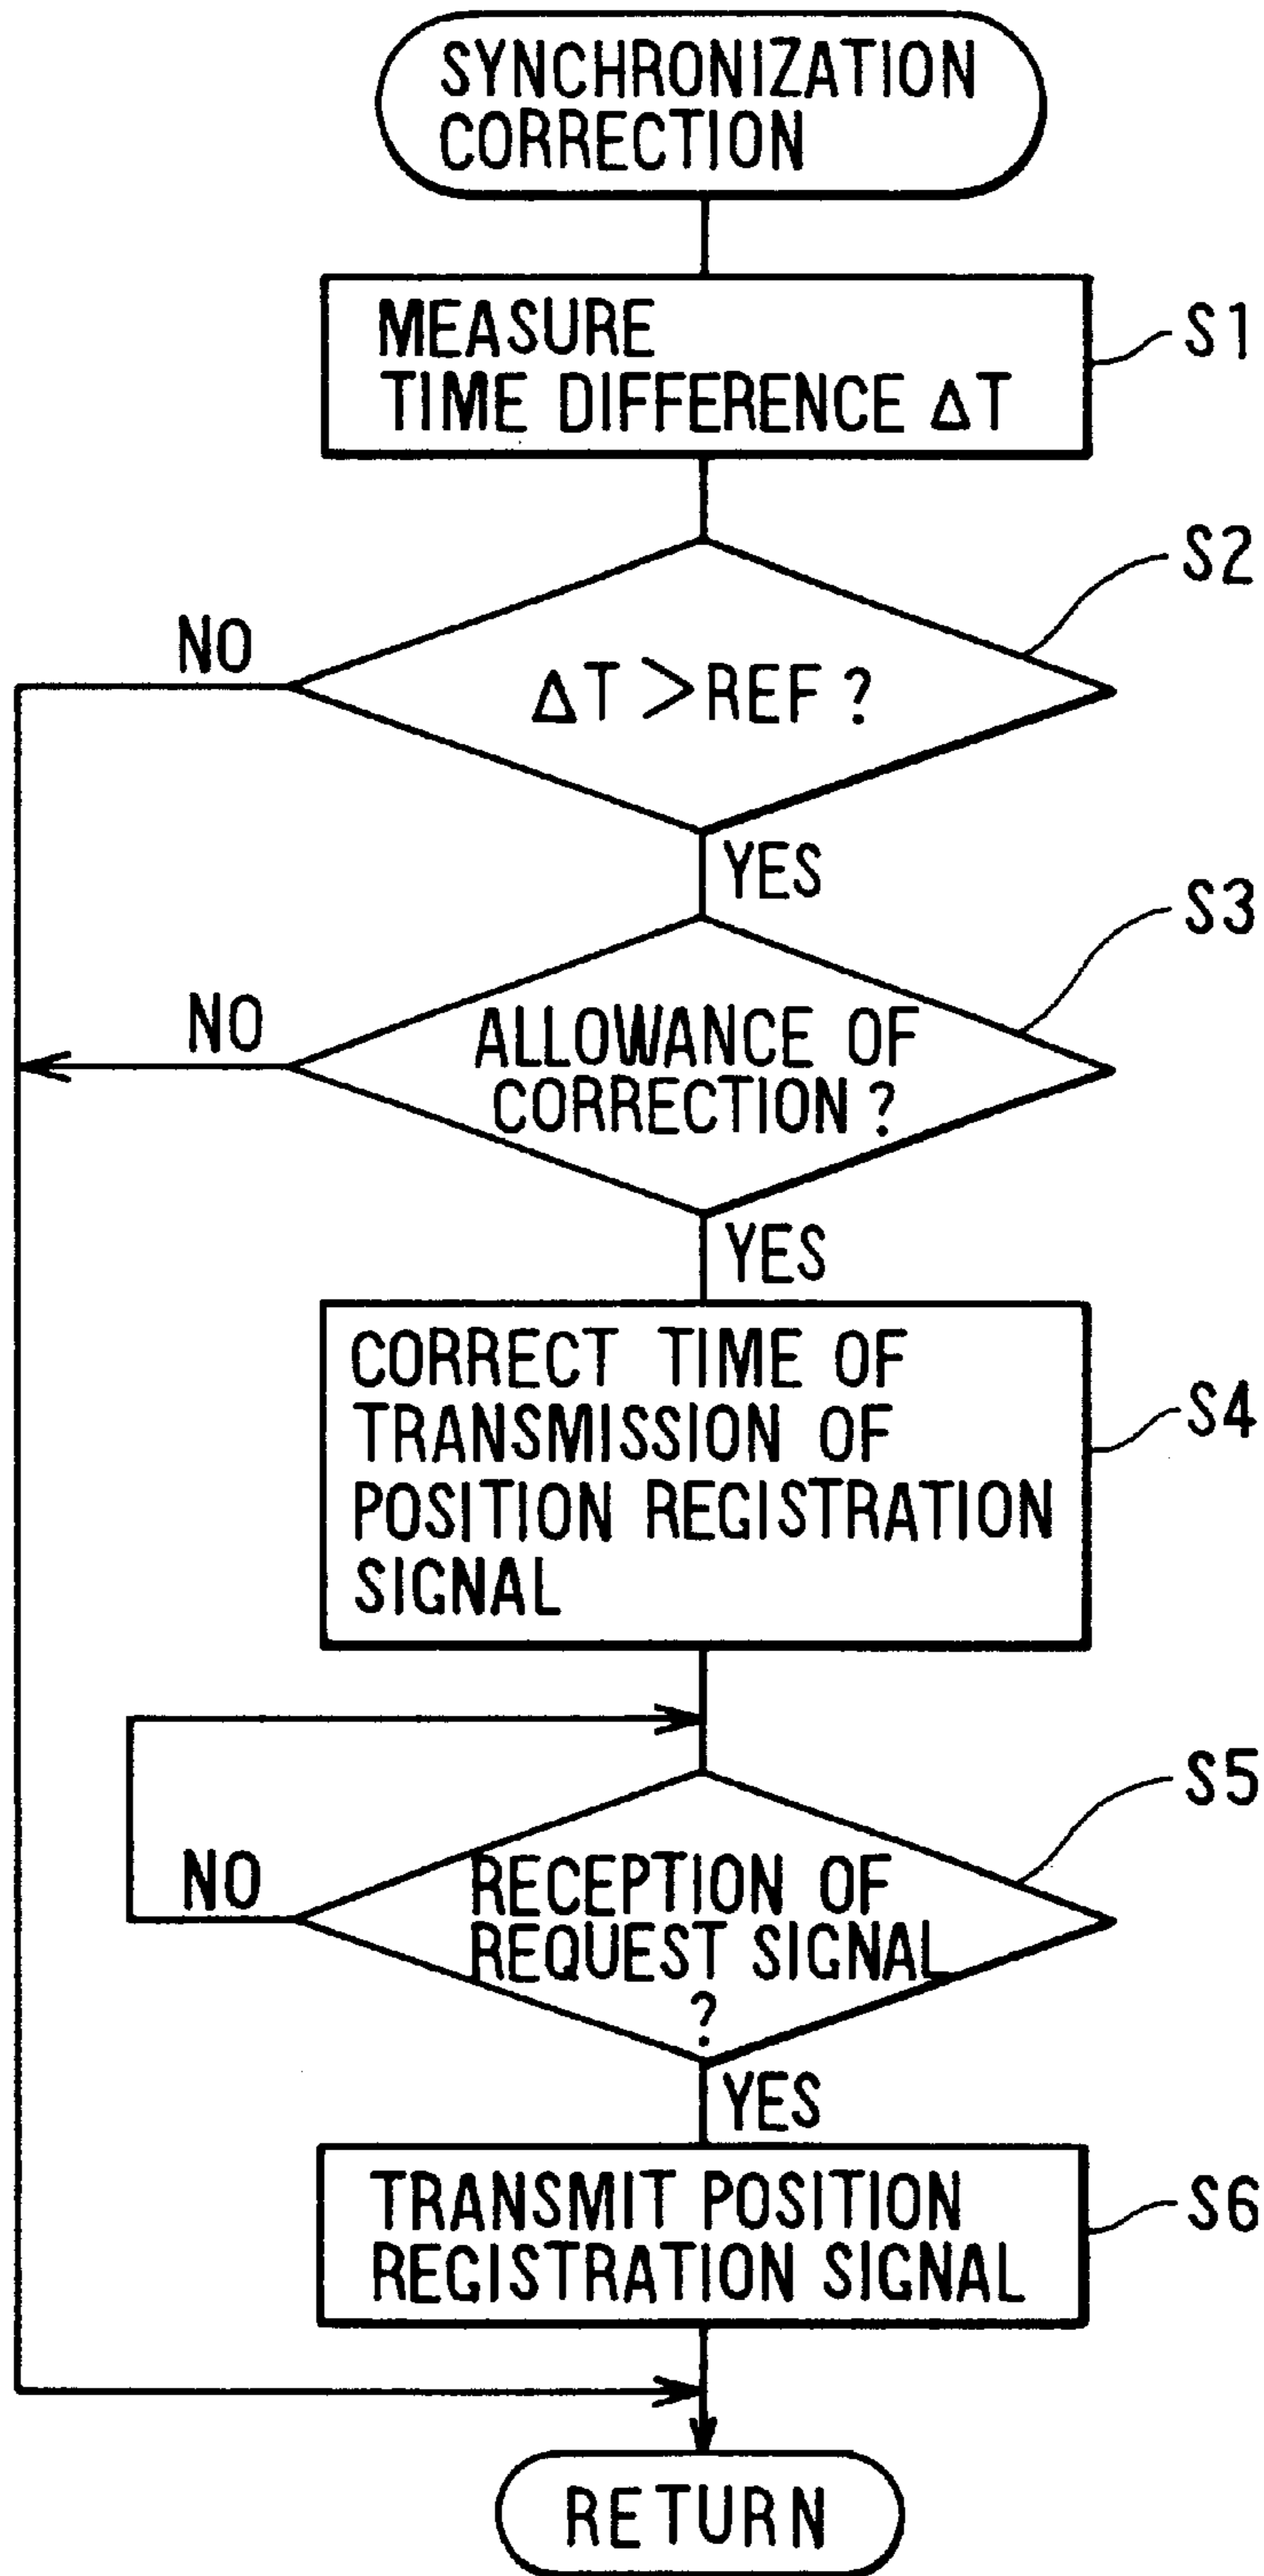 SYNCHRONIZATION
CORRECTION
MEASURE
TIME DIFFERENCE ΔT
S1
S2
NO
ΔT > REF ?
YES
S3
NO
ALLOWANCE OF
CORRECTION ?
YES
CORRECT TIME OF
TRANSMISSION OF
POSITION REGISTRATION
SIGNAL
S4
S5
NO
RECEPTION OF
REQUEST SIGNAL
?
YES
TRANSMIT POSITION
REGISTRATION SIGNAL
S6
RETURN